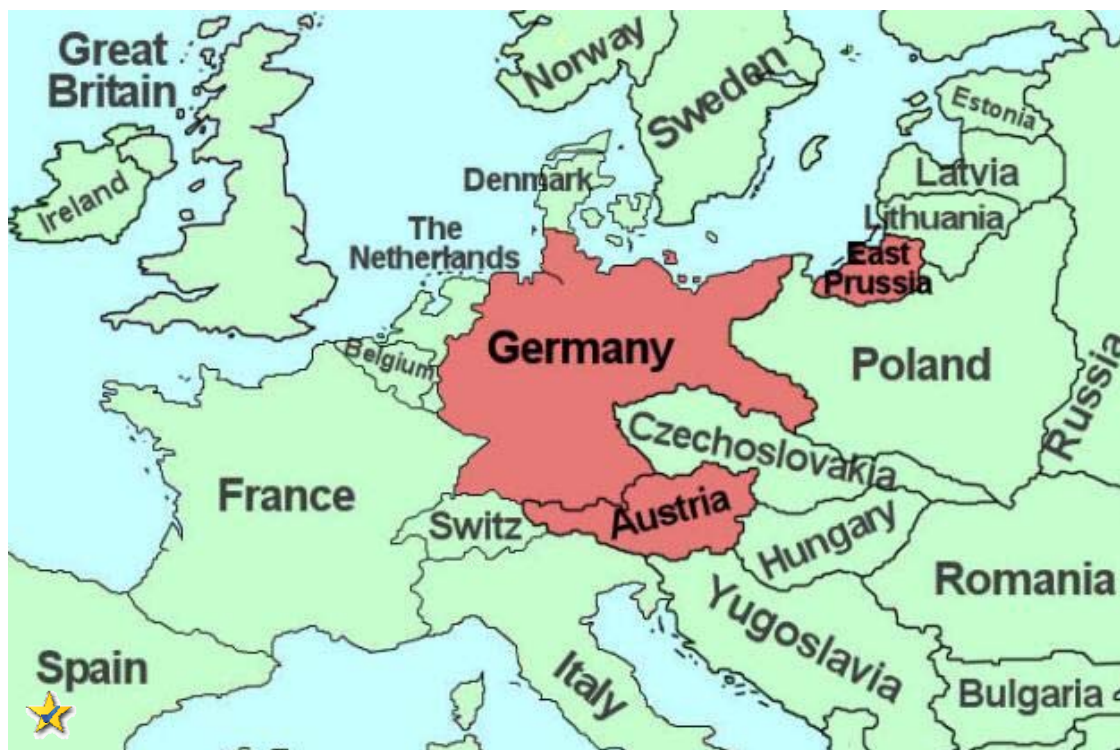 Great
Britain
Norway
Sweden
Estonia
Ireland
Denmark
Latvia
The
Netherlands
Lithuania
East
Prussia
Belgium
Germany
Poland
Russia
Czechoslovakia
France
Switz
Austria
Hungary
Romania
Yugoslavia
Spain
Italy
Bulgaria